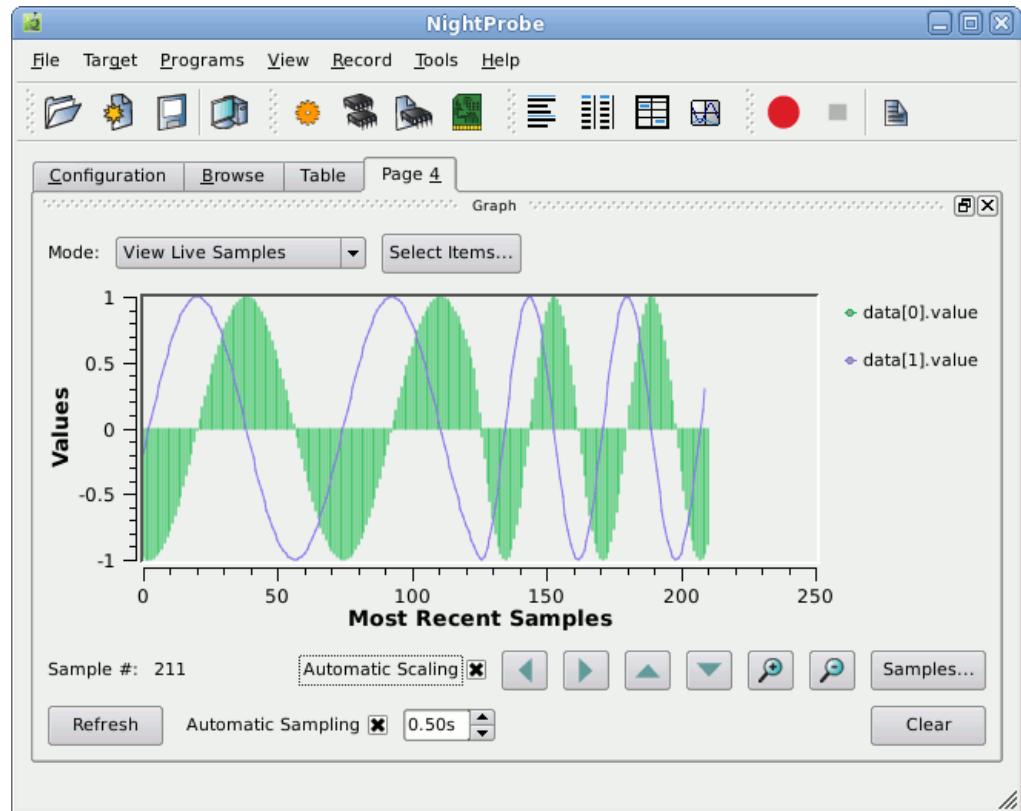 NightProbe
File Target Programs View Record Tools Help
Configuration Browse Table Page 4
Graph
Mode: View Live Samples Select Items...
1
0.5
0
-0.5
-1
Values
data[0].value
data[1].value
0 50 100 150 200 250
Most Recent Samples
Sample #: 211 Automatic Scaling Samples...
Refresh Automatic Sampling 0.50s Clear